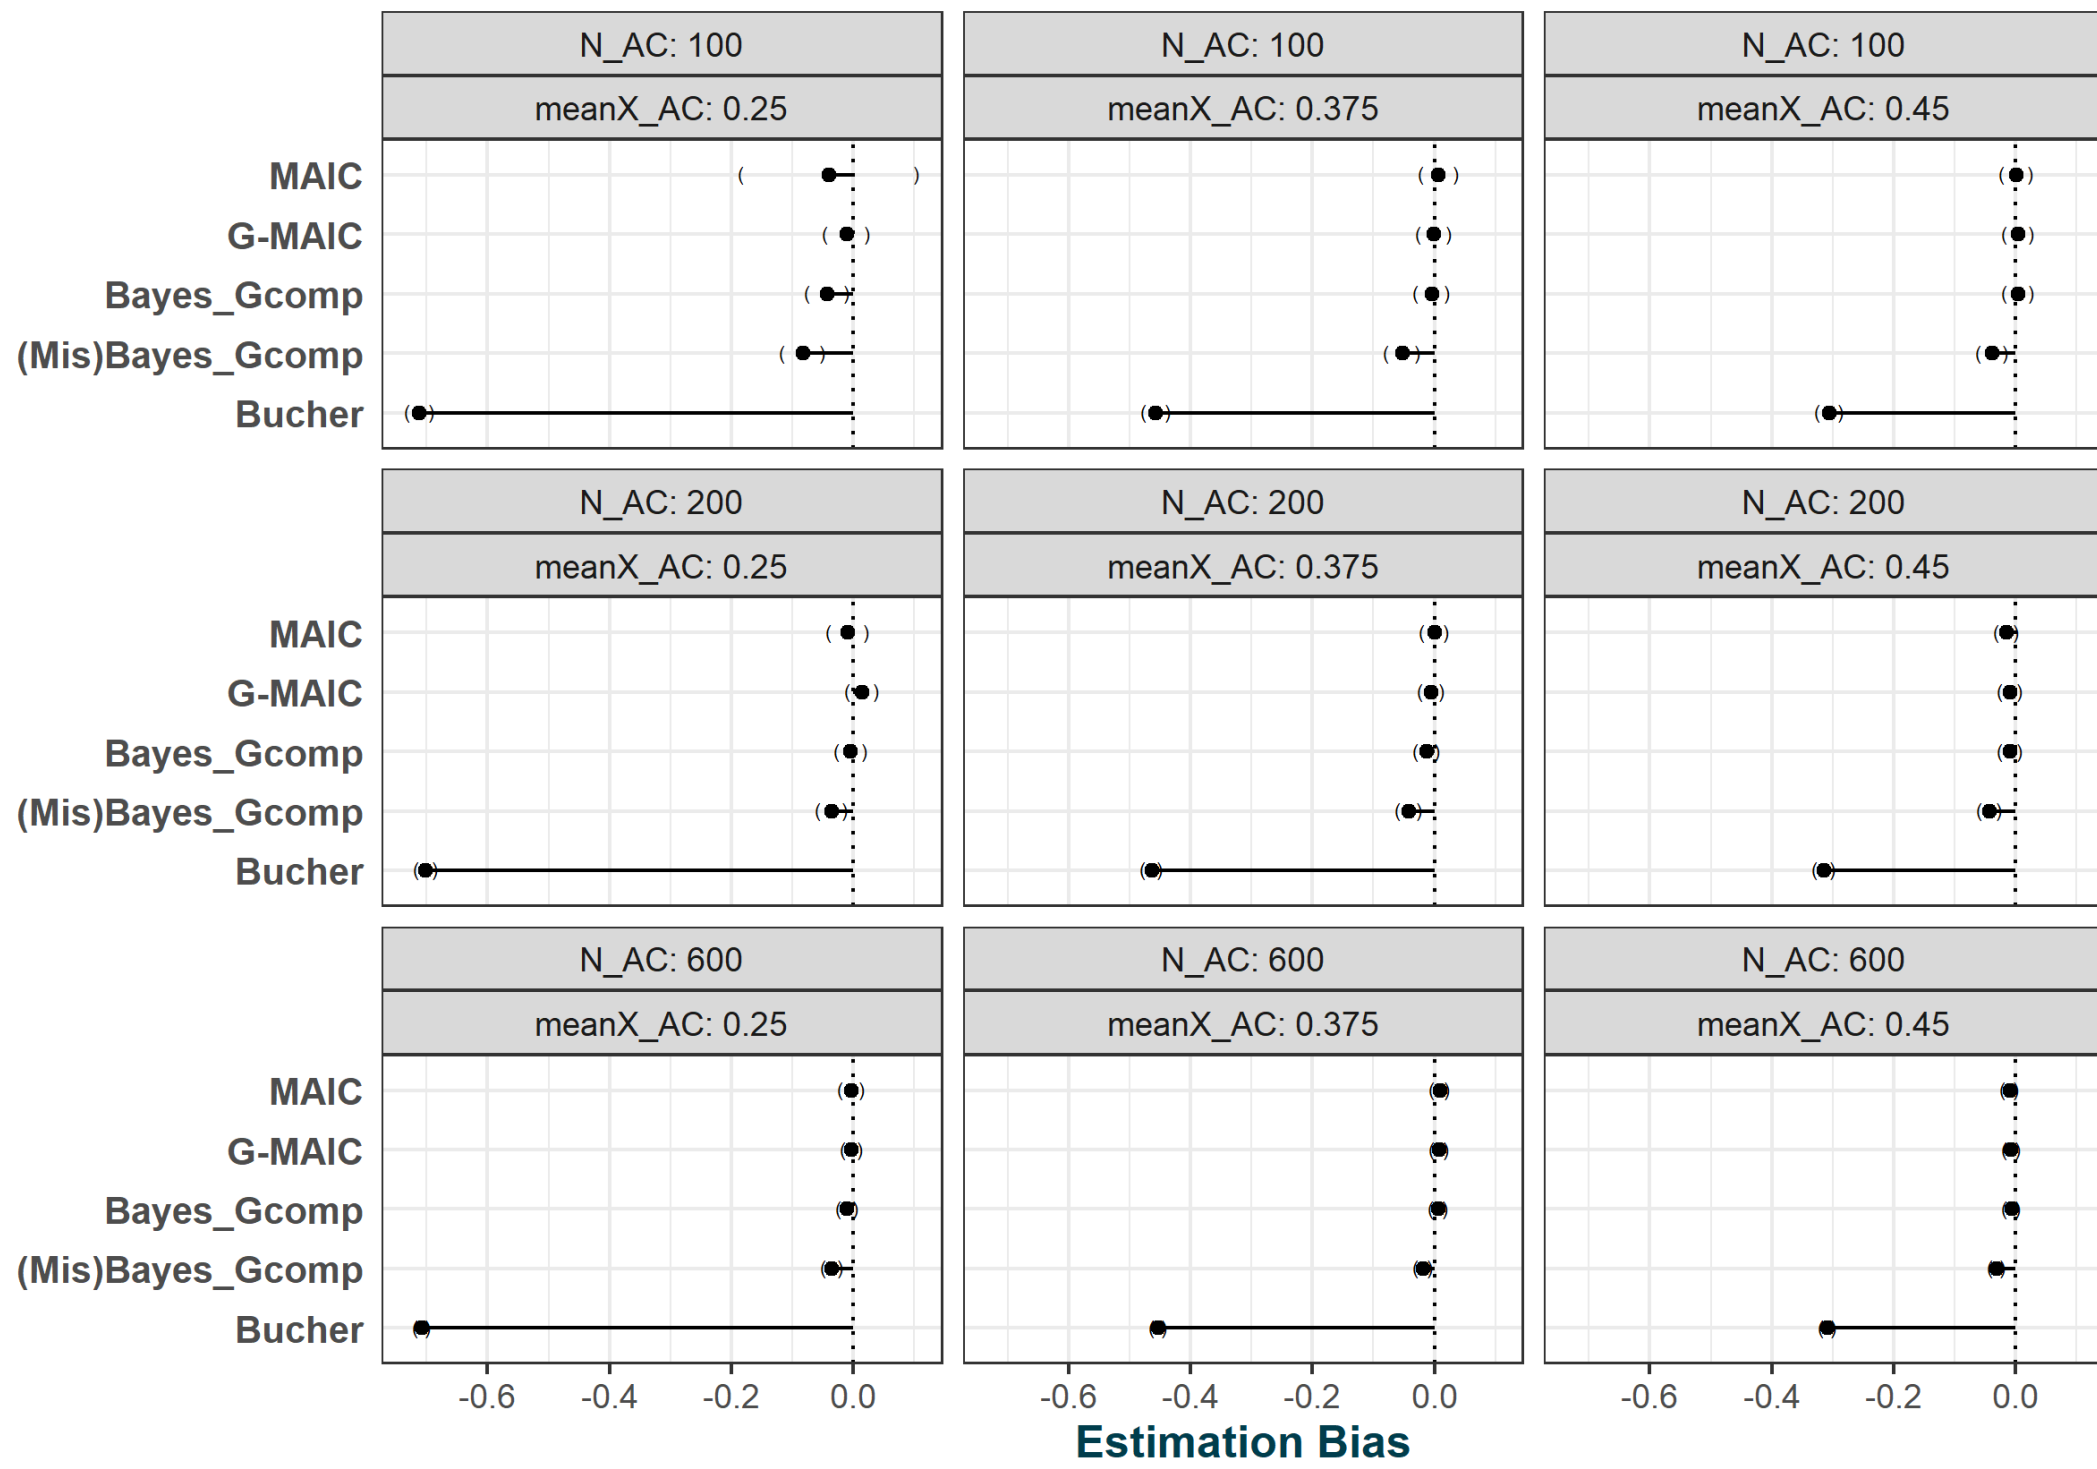 N_AC: 100
N_AC: 100
N_AC: 100
meanX_AC: 0.25
meanX_AC: 0.375
meanX_AC: 0.45
MAIC
G-MAIC
Bayes_Gcomp
(Mis)Bayes_Gcomp
Bucher
N_AC: 200
N_AC: 200
N_AC: 200
meanX_AC: 0.25
meanX_AC: 0.375
meanX_AC: 0.45
MAIC
G-MAIC
Bayes_Gcomp
(Mis)Bayes_Gcomp
Bucher
N_AC: 600
N_AC: 600
N_AC: 600
meanX_AC: 0.25
meanX_AC: 0.375
meanX_AC: 0.45
MAIC
G-MAIC
Bayes_Gcomp
(Mis)Bayes_Gcomp
Bucher
-0.6 -0.4 -0.2 0.0
-0.6 -0.4 -0.2 0.0
-0.6 -0.4 -0.2 0.0
Estimation Bias